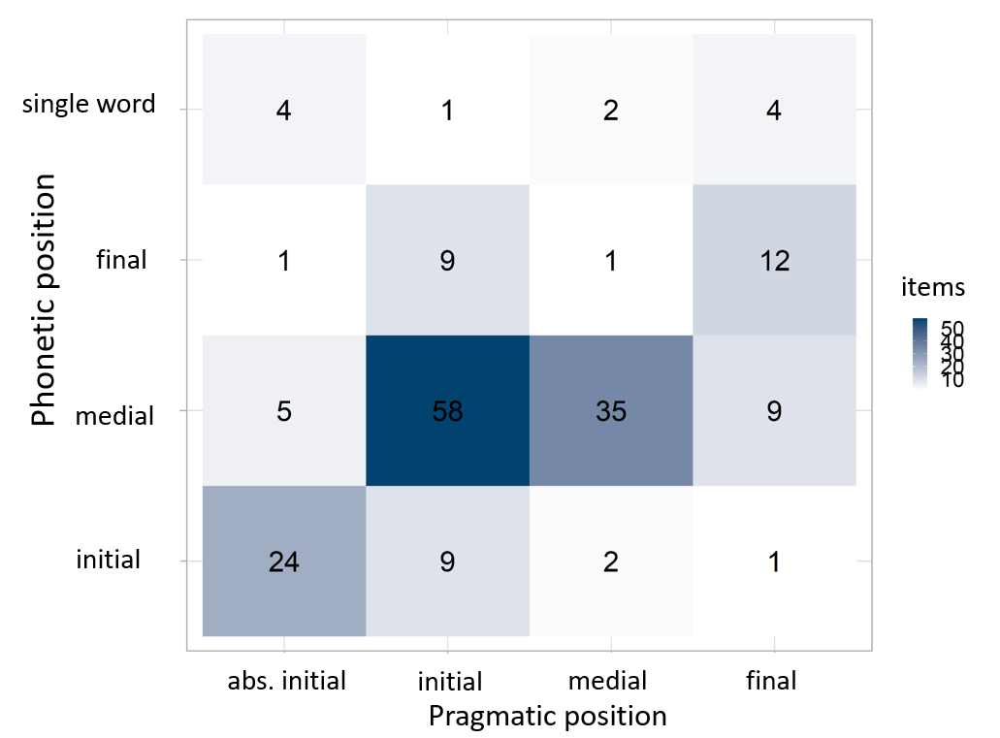 single word 4 1 2 4
final 1 9 1 12
medial 5 58 35 9
initial 24 9 2 1
abs. initial initial medial final
Pragmatic position
Phonetic position
items
50
40
30
20
10